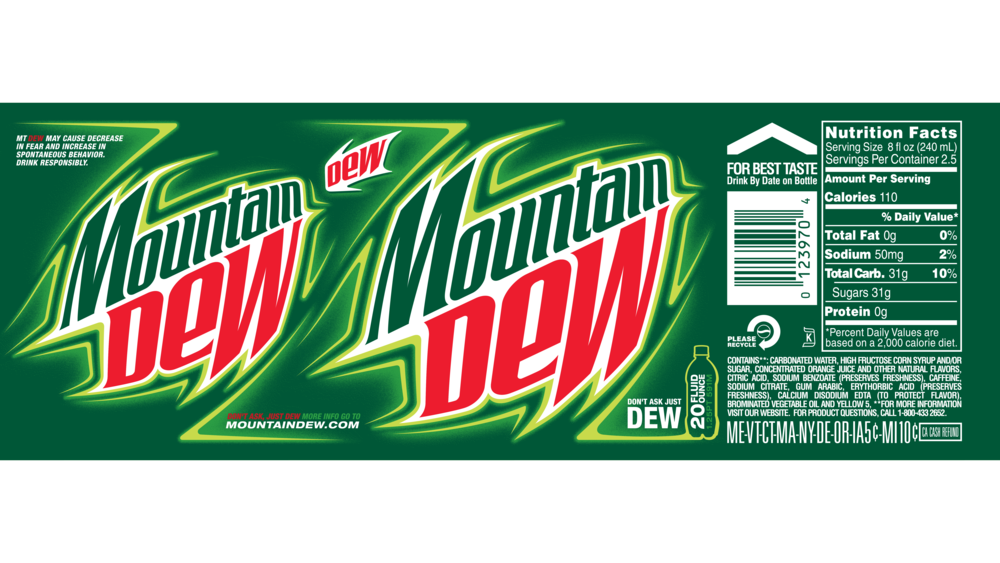 MT DEW MAY CAUSE DECREASE
IN FEAR AND INCREASE IN
SPONTANEOUS BEHAVIOR.
DRINK RESPONSIBLY.
Mountain
DEW
DON'T ASK, JUST DEW MORE INFO GO TO
MOUNTAINDEW.COM
DEW
Mountain
DEW
DON'T ASK JUST
DEW
20 FLUID
OUNCE
1.25PT 591M
FOR BEST TASTE
Drink By Date on Bottle
0 123970 4
PLEASE
RECYCLE
K
Nutrition Facts
Serving Size 8 fl oz (240 mL)
Servings Per Container 2.5
Amount Per Serving
Calories 110
% Daily Value*
Total Fat 0g 0%
Sodium 50mg 2%
Total Carb. 31g 10%
Sugars 31g
Protein 0g
*Percent Daily Values are
based on a 2,000 calorie diet.
CONTAINS**: CARBONATED WATER, HIGH FRUCTOSE CORN SYRUP AND/OR
SUGAR, CONCENTRATED ORANGE JUICE AND OTHER NATURAL FLAVORS,
CITRIC ACID, SODIUM BENZOATE (PRESERVES FRESHNESS), CAFFEINE,
SODIUM CITRATE, GUM ARABIC, ERYTHORBIC ACID (PRESERVES
FRESHNESS), CALCIUM DISODIUM EDTA (TO PROTECT FLAVOR),
BROMINATED VEGETABLE OIL AND YELLOW 5, **FOR MORE INFORMATION
VISIT OUR WEBSITE. FOR PRODUCT QUESTIONS, CALL 1-800-433 2652.
ME-VT-CT-MA-NY-DE-OR-IA5¢-MI10¢ CA CASH REFUND